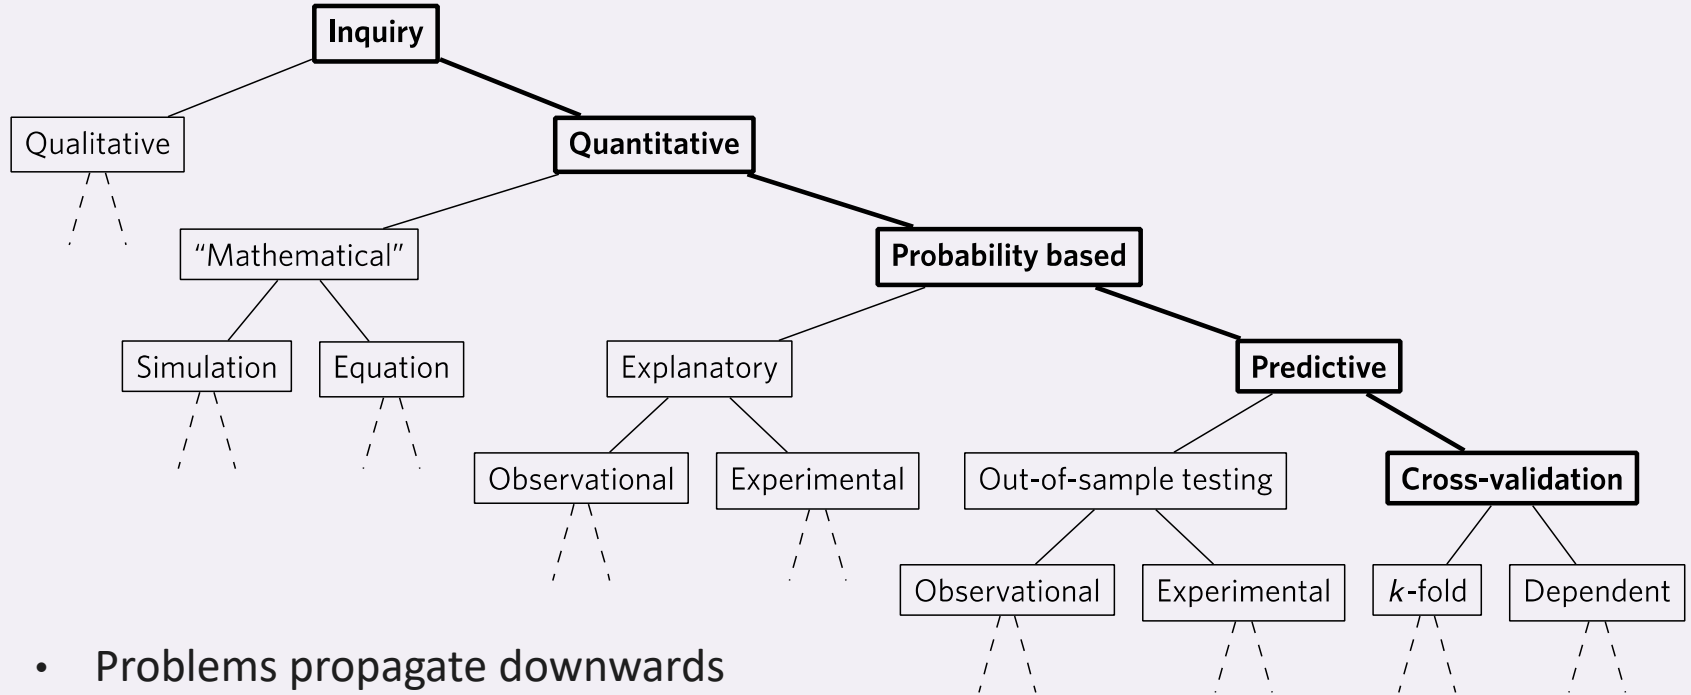 Inquiry
Qualitative
Quantitative
“Mathematical”
Probability based
Simulation
Equation
Explanatory
Predictive
Observational
Experimental
Out-of-sample testing
Cross-validation
Observational
Experimental
k-fold
Dependent
• Problems propagate downwards